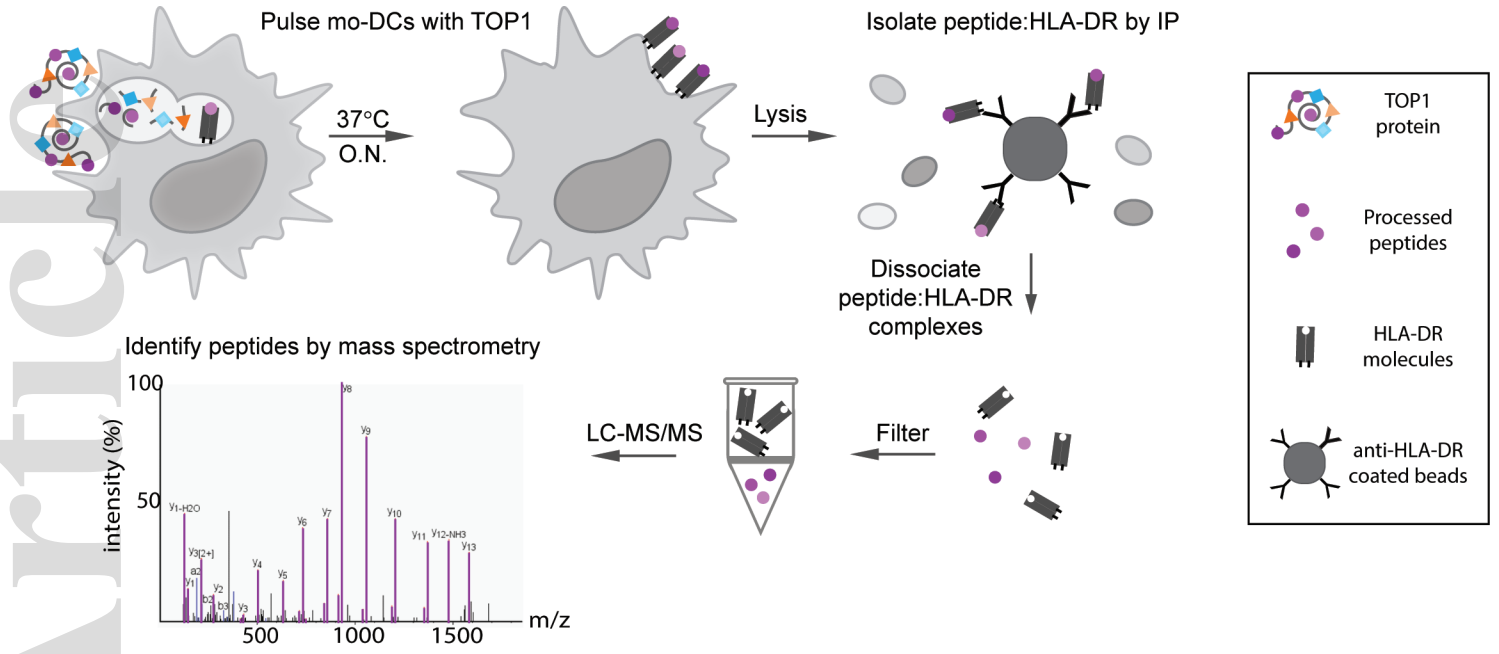 Pulse mo-DCs with TOP1
Isolate peptide:HLA-DR by IP
37°C
O.N.
Lysis
Dissociate
peptide:HLA-DR
complexes
Filter
LC-MS/MS
Identify peptides by mass spectrometry
intensity (%)
100
50
y1-H2O
y3[2+]
a2
y1
b2
y2
b3
y3
y4
y5
y6
y7
y8
y9
y10
y11
y12-NH3
y13
500
1000
1500
m/z
TOP1
protein
Processed
peptides
HLA-DR
molecules
anti-HLA-DR
coated beads
Articl